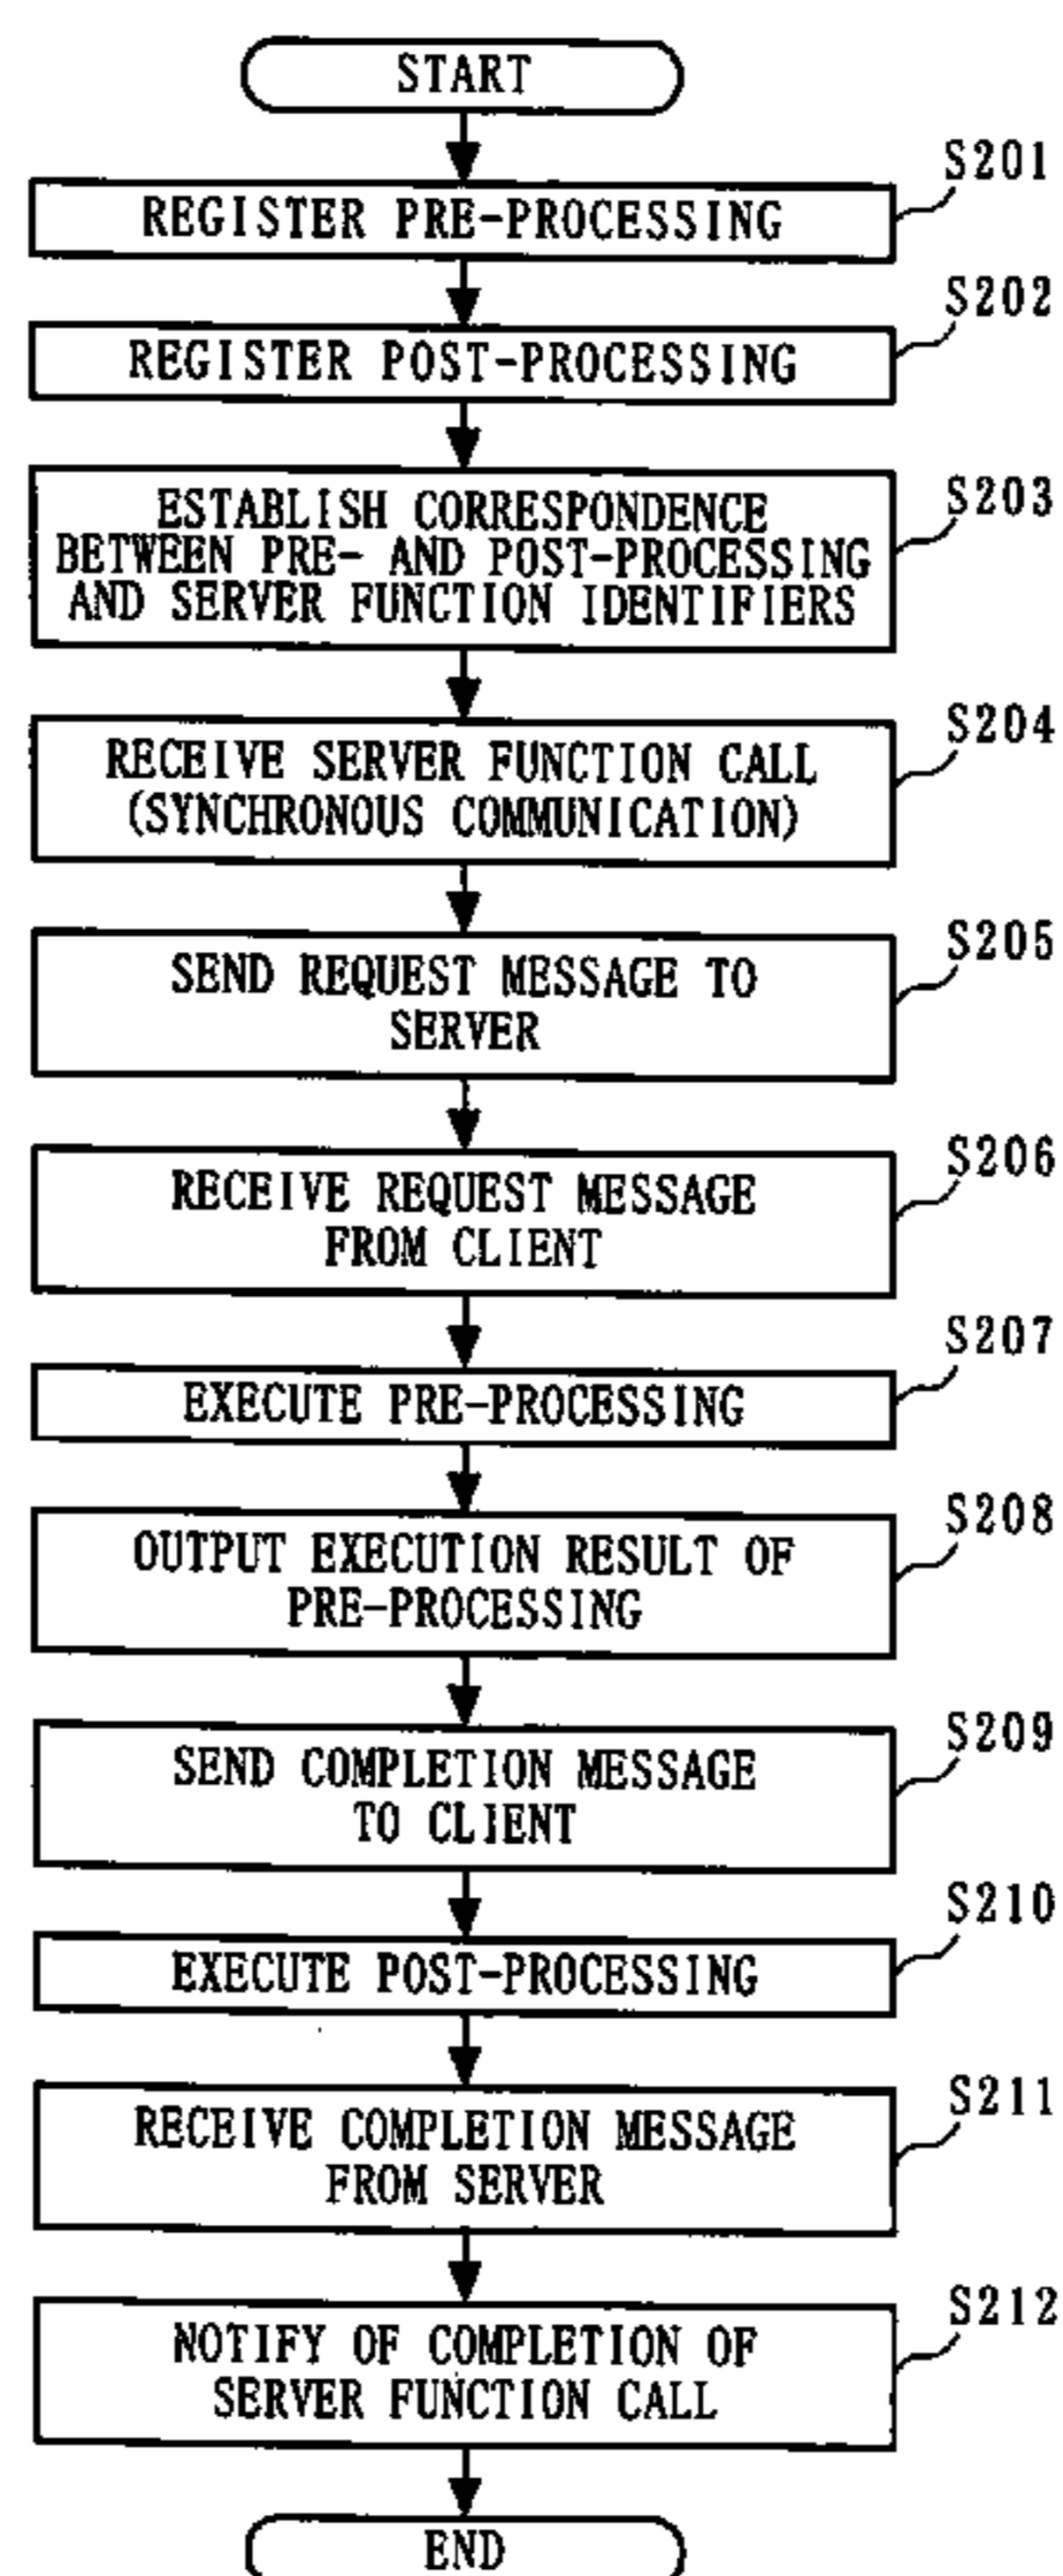 START
S201
REGISTER PRE-PROCESSING
S202
REGISTER POST-PROCESSING
S203
ESTABLISH CORRESPONDENCE
BETWEEN PRE- AND POST-PROCESSING
AND SERVER FUNCTION IDENTIFIERS
S204
RECEIVE SERVER FUNCTION CALL
(SYNCHRONOUS COMMUNICATION)
S205
SEND REQUEST MESSAGE TO
SERVER
S206
RECEIVE REQUEST MESSAGE
FROM CLIENT
S207
EXECUTE PRE-PROCESSING
S208
OUTPUT EXECUTION RESULT OF
PRE-PROCESSING
S209
SEND COMPLETION MESSAGE
TO CLIENT
S210
EXECUTE POST-PROCESSING
S211
RECEIVE COMPLETION MESSAGE
FROM SERVER
S212
NOTIFY OF COMPLETION OF
SERVER FUNCTION CALL
END